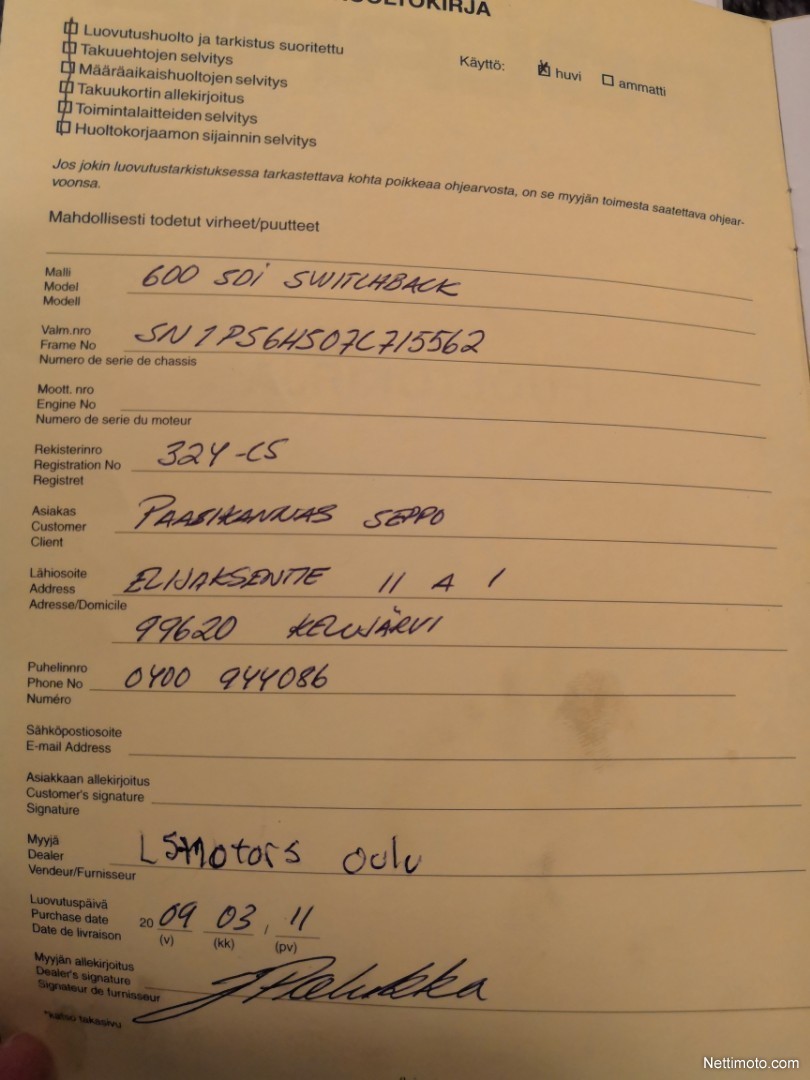 HUOLTOKIRJA
Luovutushuolto ja tarkistus suoritettu
Takuuehtojen selvitys
Määräaikaishuoltojen selvitys
Takuukortin allekirjoitus
Toimintalaitteiden selvitys
Huoltokorjaamon sijainnin selvitys
Käyttö: huvi ammatti
Jos jokin luovutustarkistuksessa tarkastettava kohta poikkeaa ohjearvosta, on se myyjän toimesta saatettava ohjear-
voonsa.
Mahdollisesti todetut virheet/puutteet
Malli
Model 600 SDI SWITCHBACK
Modell
Valm.nro
Frame No SN1PS6HS07C715562
Numero de serie de chassis
Moott. nro
Engine No
Numero de serie du moteur
Rekisterinro
Registration No 324-CS
Registret
Asiakas
Customer PAASIKANNAS SEPPO
Client
Lähiosoite
Address ELIJAKSENTIE 11 A 1
Adresse/Domicile
99620 KELUJÄRVI
Puhelinnro
Phone No 0400 944086
Numéro
Sähköpostiosoite
E-mail Address
Asiakkaan allekirjoitus
Customer's signature
Signature
Myyjä
Dealer LSMotors Oulu
Vendeur/Furnisseur
Luovutuspäivä
Purchase date 20 09 03 / 11
Date de livraison (v) (kk) (pv)
Myyjän allekirjoitus
Dealer's signature
Signateur de furnisseur
*katso takasivu
Nettimoto.com